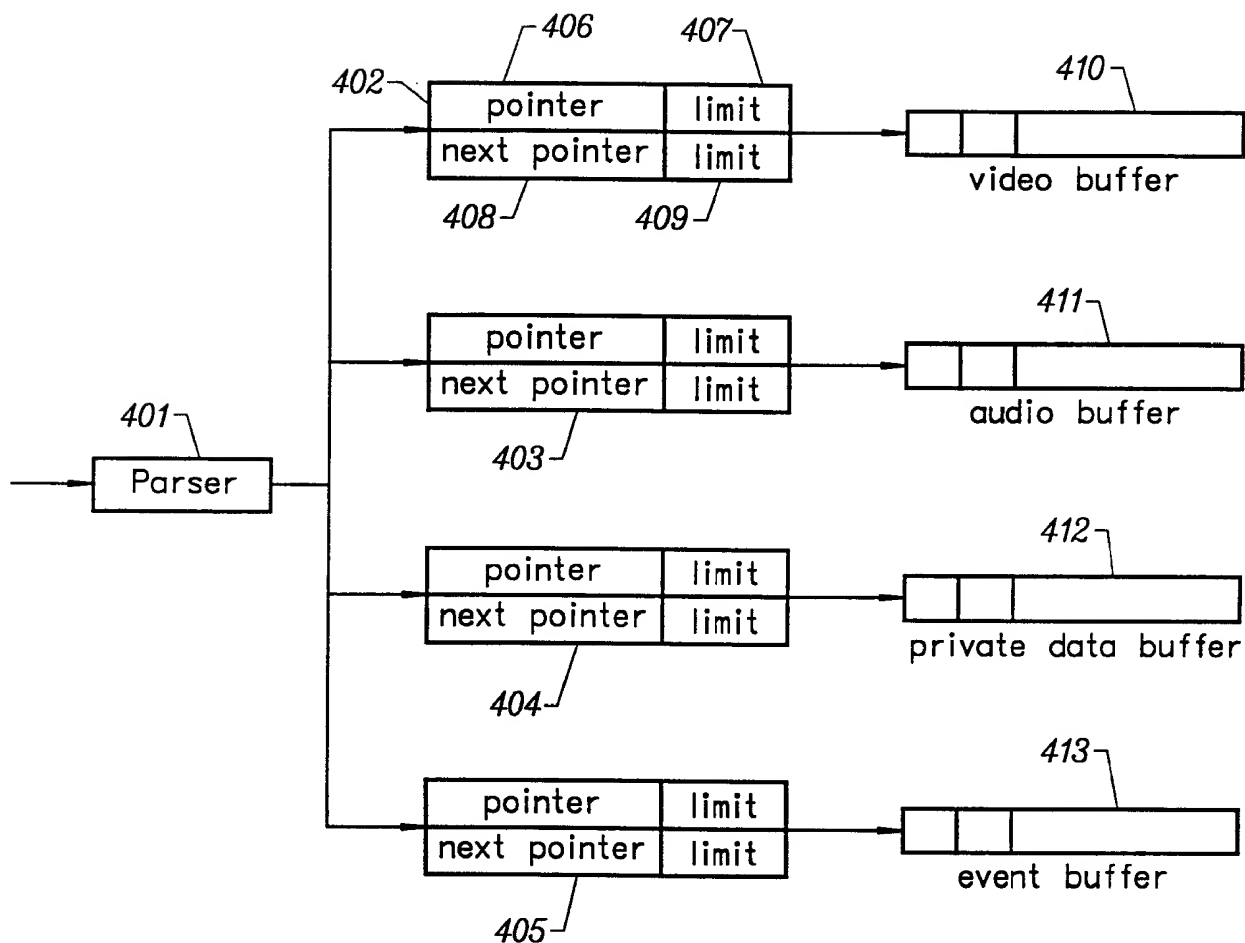 406
407
402
410
pointer limit
next pointer limit
video buffer
408
409
411
pointer limit
next pointer limit
audio buffer
401
403
Parser
412
pointer limit
next pointer limit
private data buffer
404
413
pointer limit
next pointer limit
event buffer
405